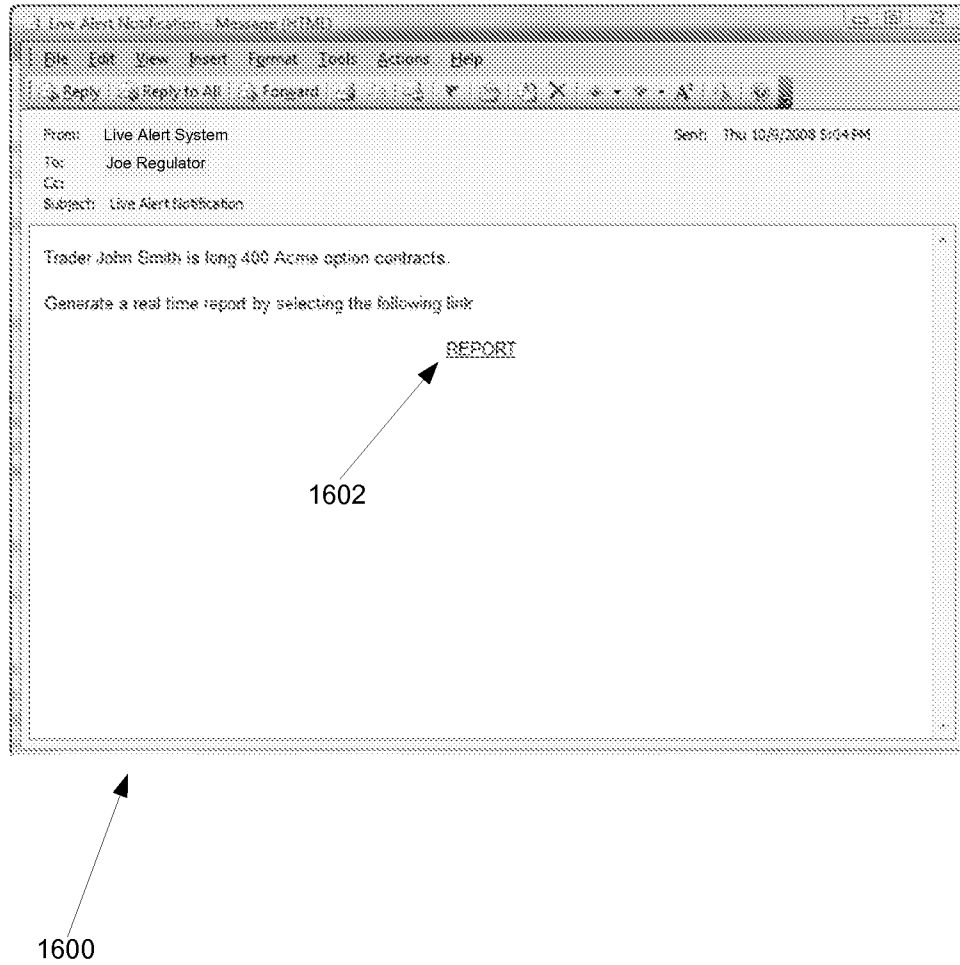 Live Alert Notification - Message (HTML)
File Edit View Insert Format Tools Actions Help
Reply Reply to All Forward
From: Live Alert System Sent: Thu 10/9/2008 5:04 PM
To: Joe Regulator
Cc:
Subject: Live Alert Notification
Trader John Smith is long 400 Acme option contracts.
Generate a real time report by selecting the following link
REPORT
1602
1600